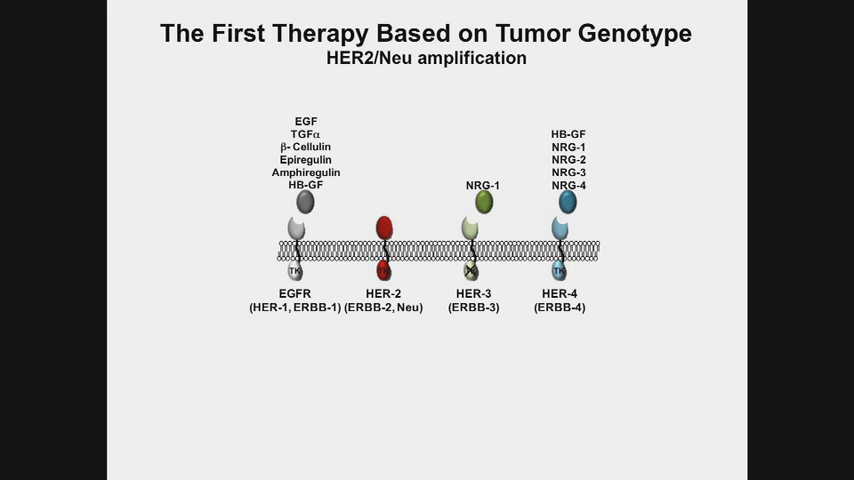 The First Therapy Based on Tumor Genotype
HER2/Neu amplification
EGF
TGFα
β- Cellulin
Epiregulin
Amphiregulin
HB-GF
NRG-1
HB-GF
NRG-1
NRG-2
NRG-3
NRG-4
TK
TK
TK
EGFR
(HER-1, ERBB-1)
HER-2
(ERBB-2, Neu)
HER-3
(ERBB-3)
HER-4
(ERBB-4)